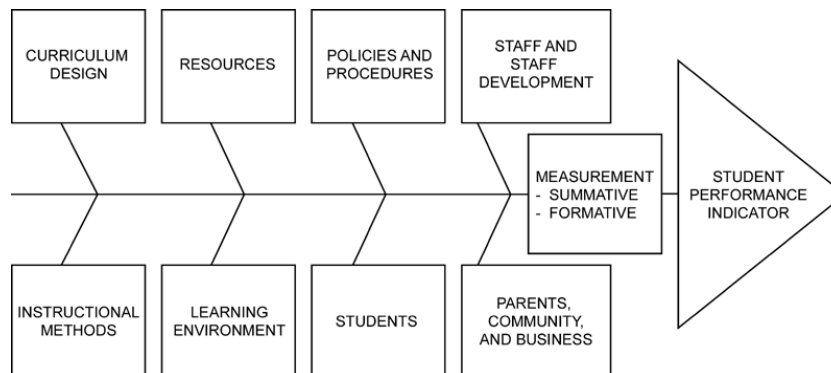 CURRICULUM
DESIGN
RESOURCES
POLICIES AND
PROCEDURES
STAFF AND
STAFF
DEVELOPMENT
MEASUREMENT
- SUMMATIVE
- FORMATIVE
STUDENT
PERFORMANCE
INDICATOR
INSTRUCTIONAL
METHODS
LEARNING
ENVIRONMENT
STUDENTS
PARENTS,
COMMUNITY,
AND BUSINESS